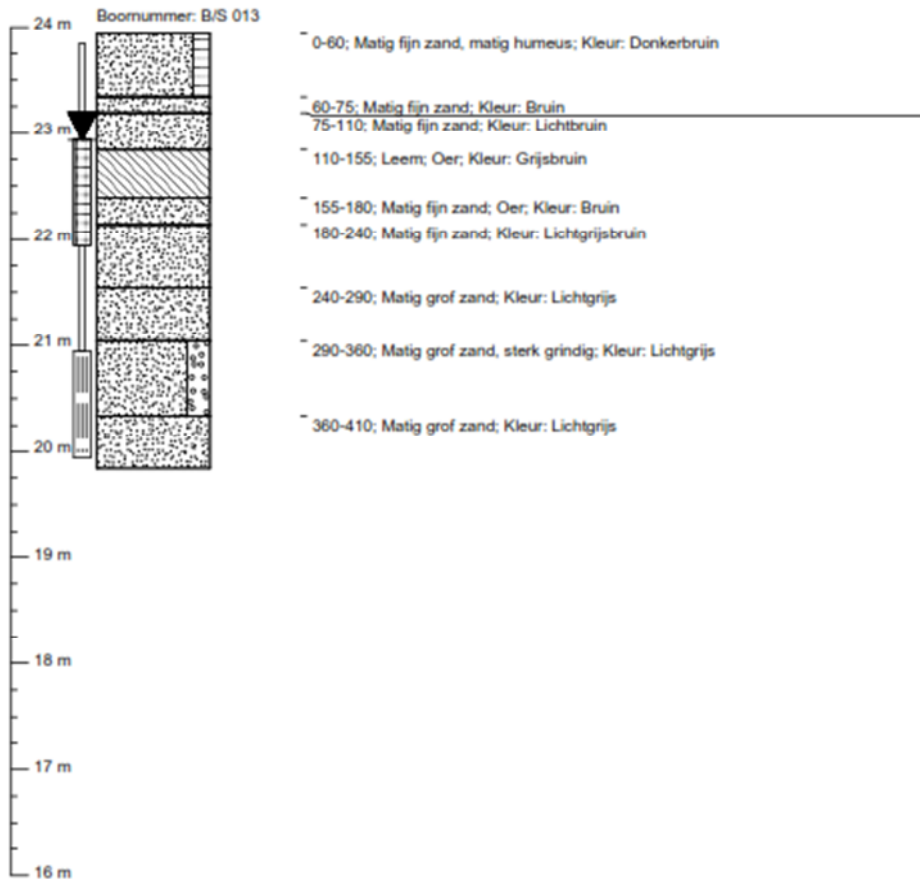 Boornummer: B/S 013
24 m
0-60; Matig fijn zand, matig humeus; Kleur: Donkerbruin
60-75; Matig fijn zand; Kleur: Bruin
23 m
75-110; Matig fijn zand; Kleur: Lichtbruin
110-155; Leem; Oer; Kleur: Grijsbruin
155-180; Matig fijn zand; Oer; Kleur: Bruin
22 m
180-240; Matig fijn zand; Kleur: Lichtgrijsbruin
240-290; Matig grof zand; Kleur: Lichtgrijs
21 m
290-360; Matig grof zand, sterk grindig; Kleur: Lichtgrijs
360-410; Matig grof zand; Kleur: Lichtgrijs
20 m
19 m
18 m
17 m
16 m